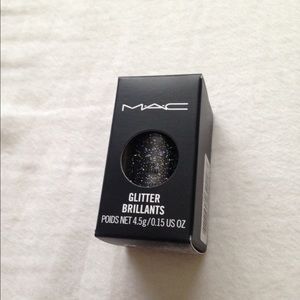 MAC
GLITTER
BRILLANTS
POIDS NET 4.5g/0.15 US OZ